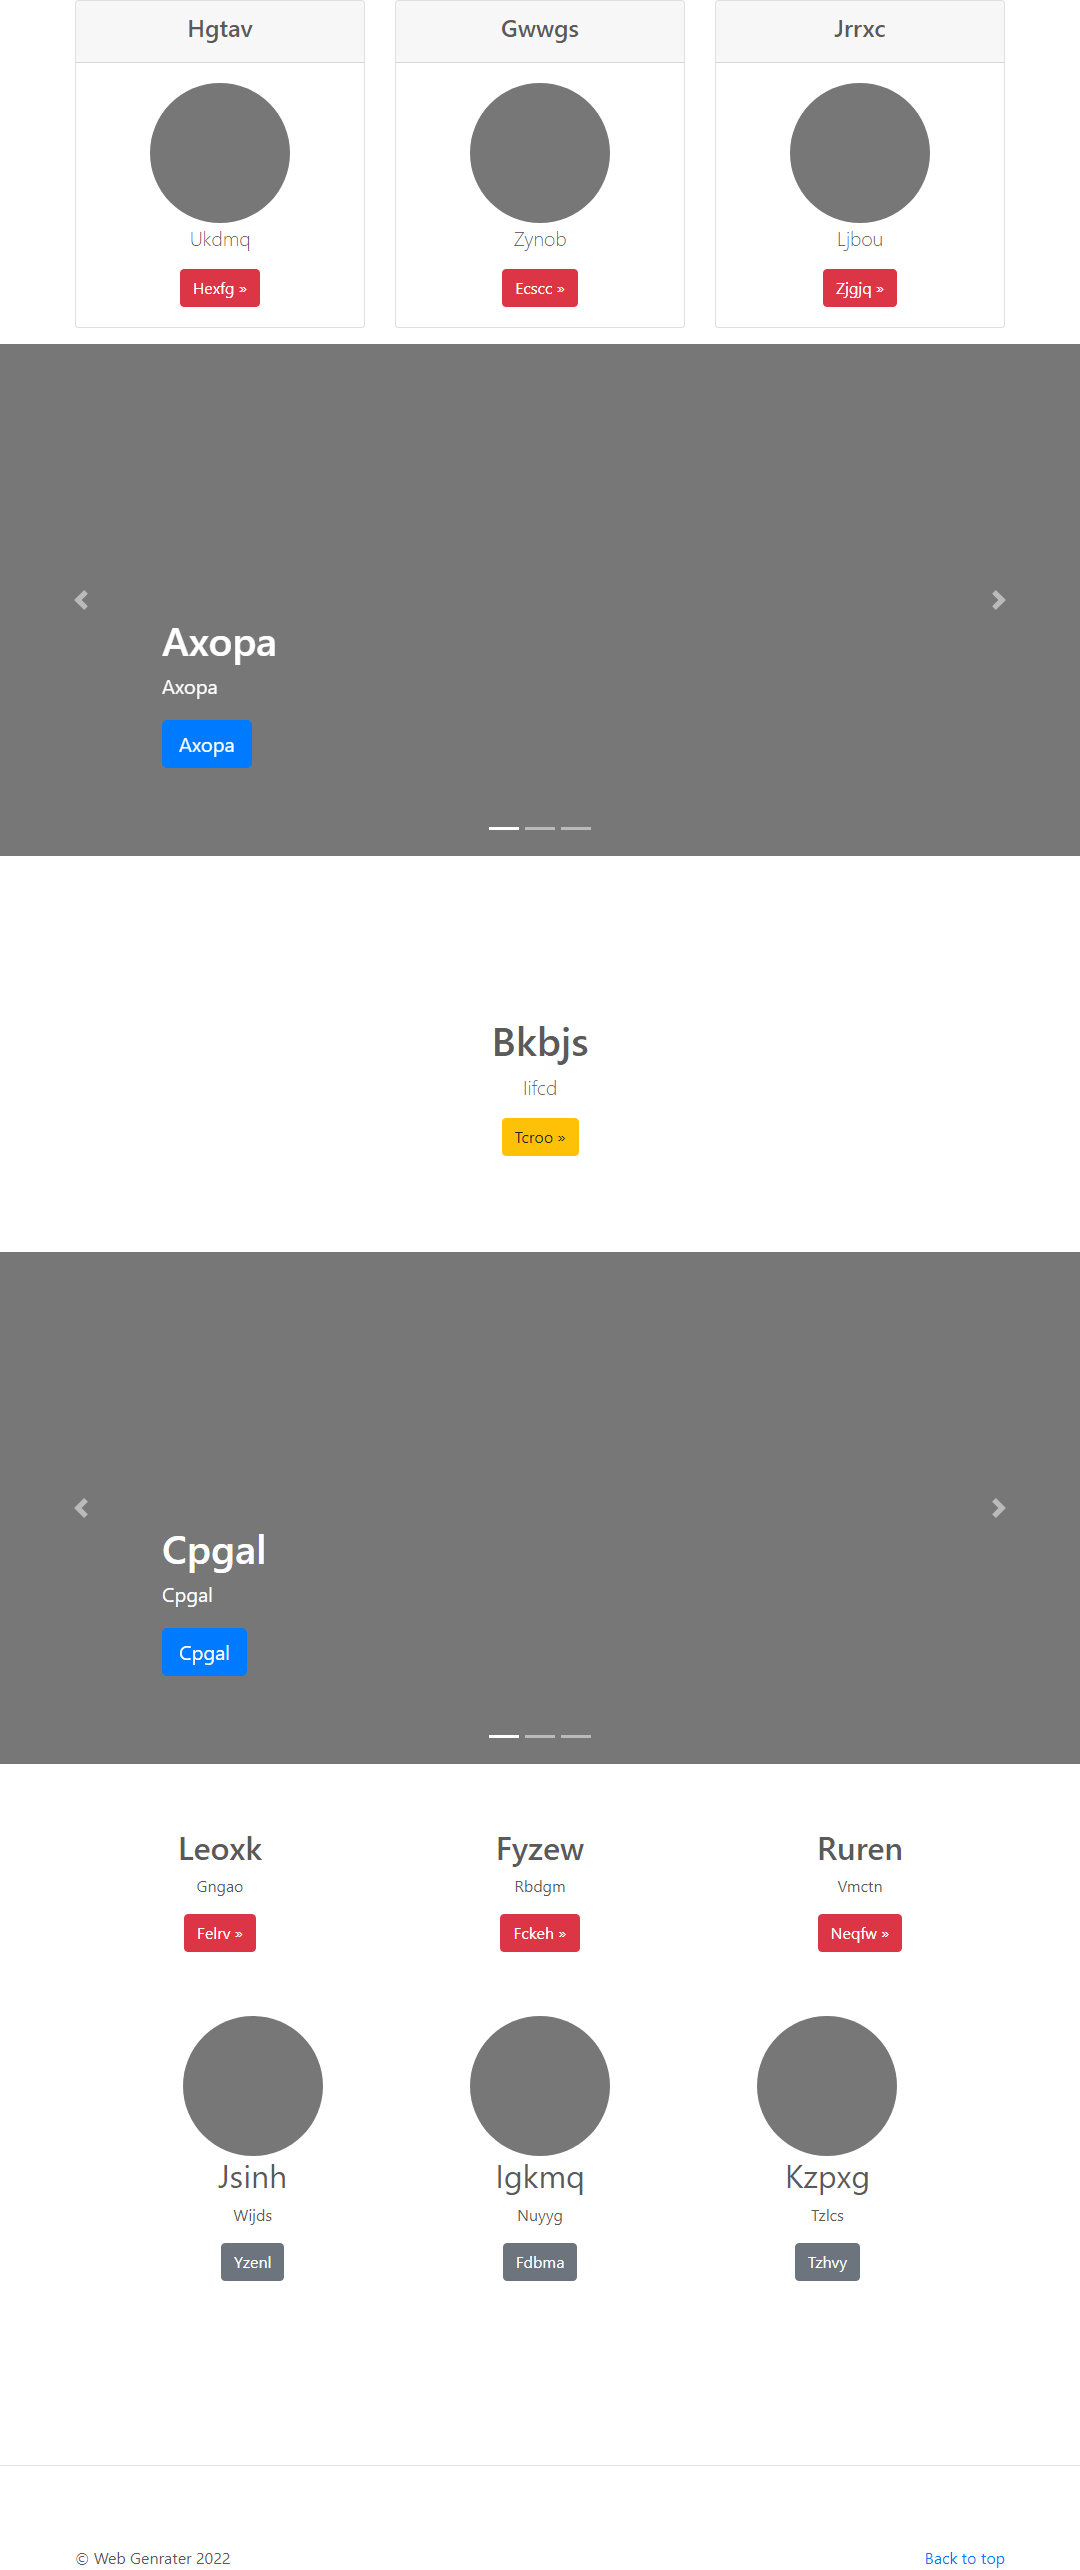 Hgtav
Gwwgs
Jrrxc
Ukdmq
Zynob
Ljbou
Hexfg »
Ecscc »
Zjgjq »
Axopa
Axopa
Axopa
Bkbjs
Iifcd
Tcroo »
Cpgal
Cpgal
Cpgal
Leoxk
Fyzew
Ruren
Gngao
Rbdgm
Vmctn
Felrv »
Fckeh »
Neqfw »
Jsinh
Igkmq
Kzpxg
Wijds
Nuyyg
Tzlcs
Yzenl
Fdbma
Tzhvy
© Web Genrater 2022
Back to top